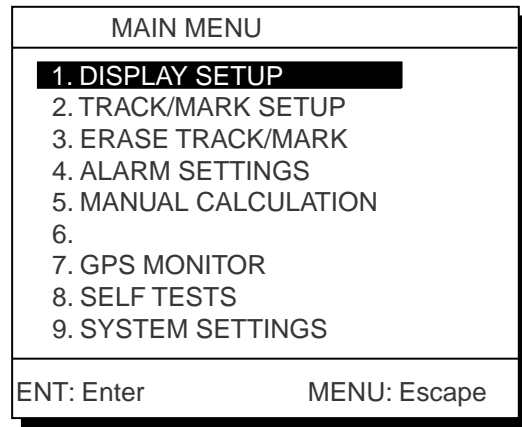 MAIN MENU
1. DISPLAY SETUP
2. TRACK/MARK SETUP
3. ERASE TRACK/MARK
4. ALARM SETTINGS
5. MANUAL CALCULATION
6.
7. GPS MONITOR
8. SELF TESTS
9. SYSTEM SETTINGS
ENT: Enter MENU: Escape